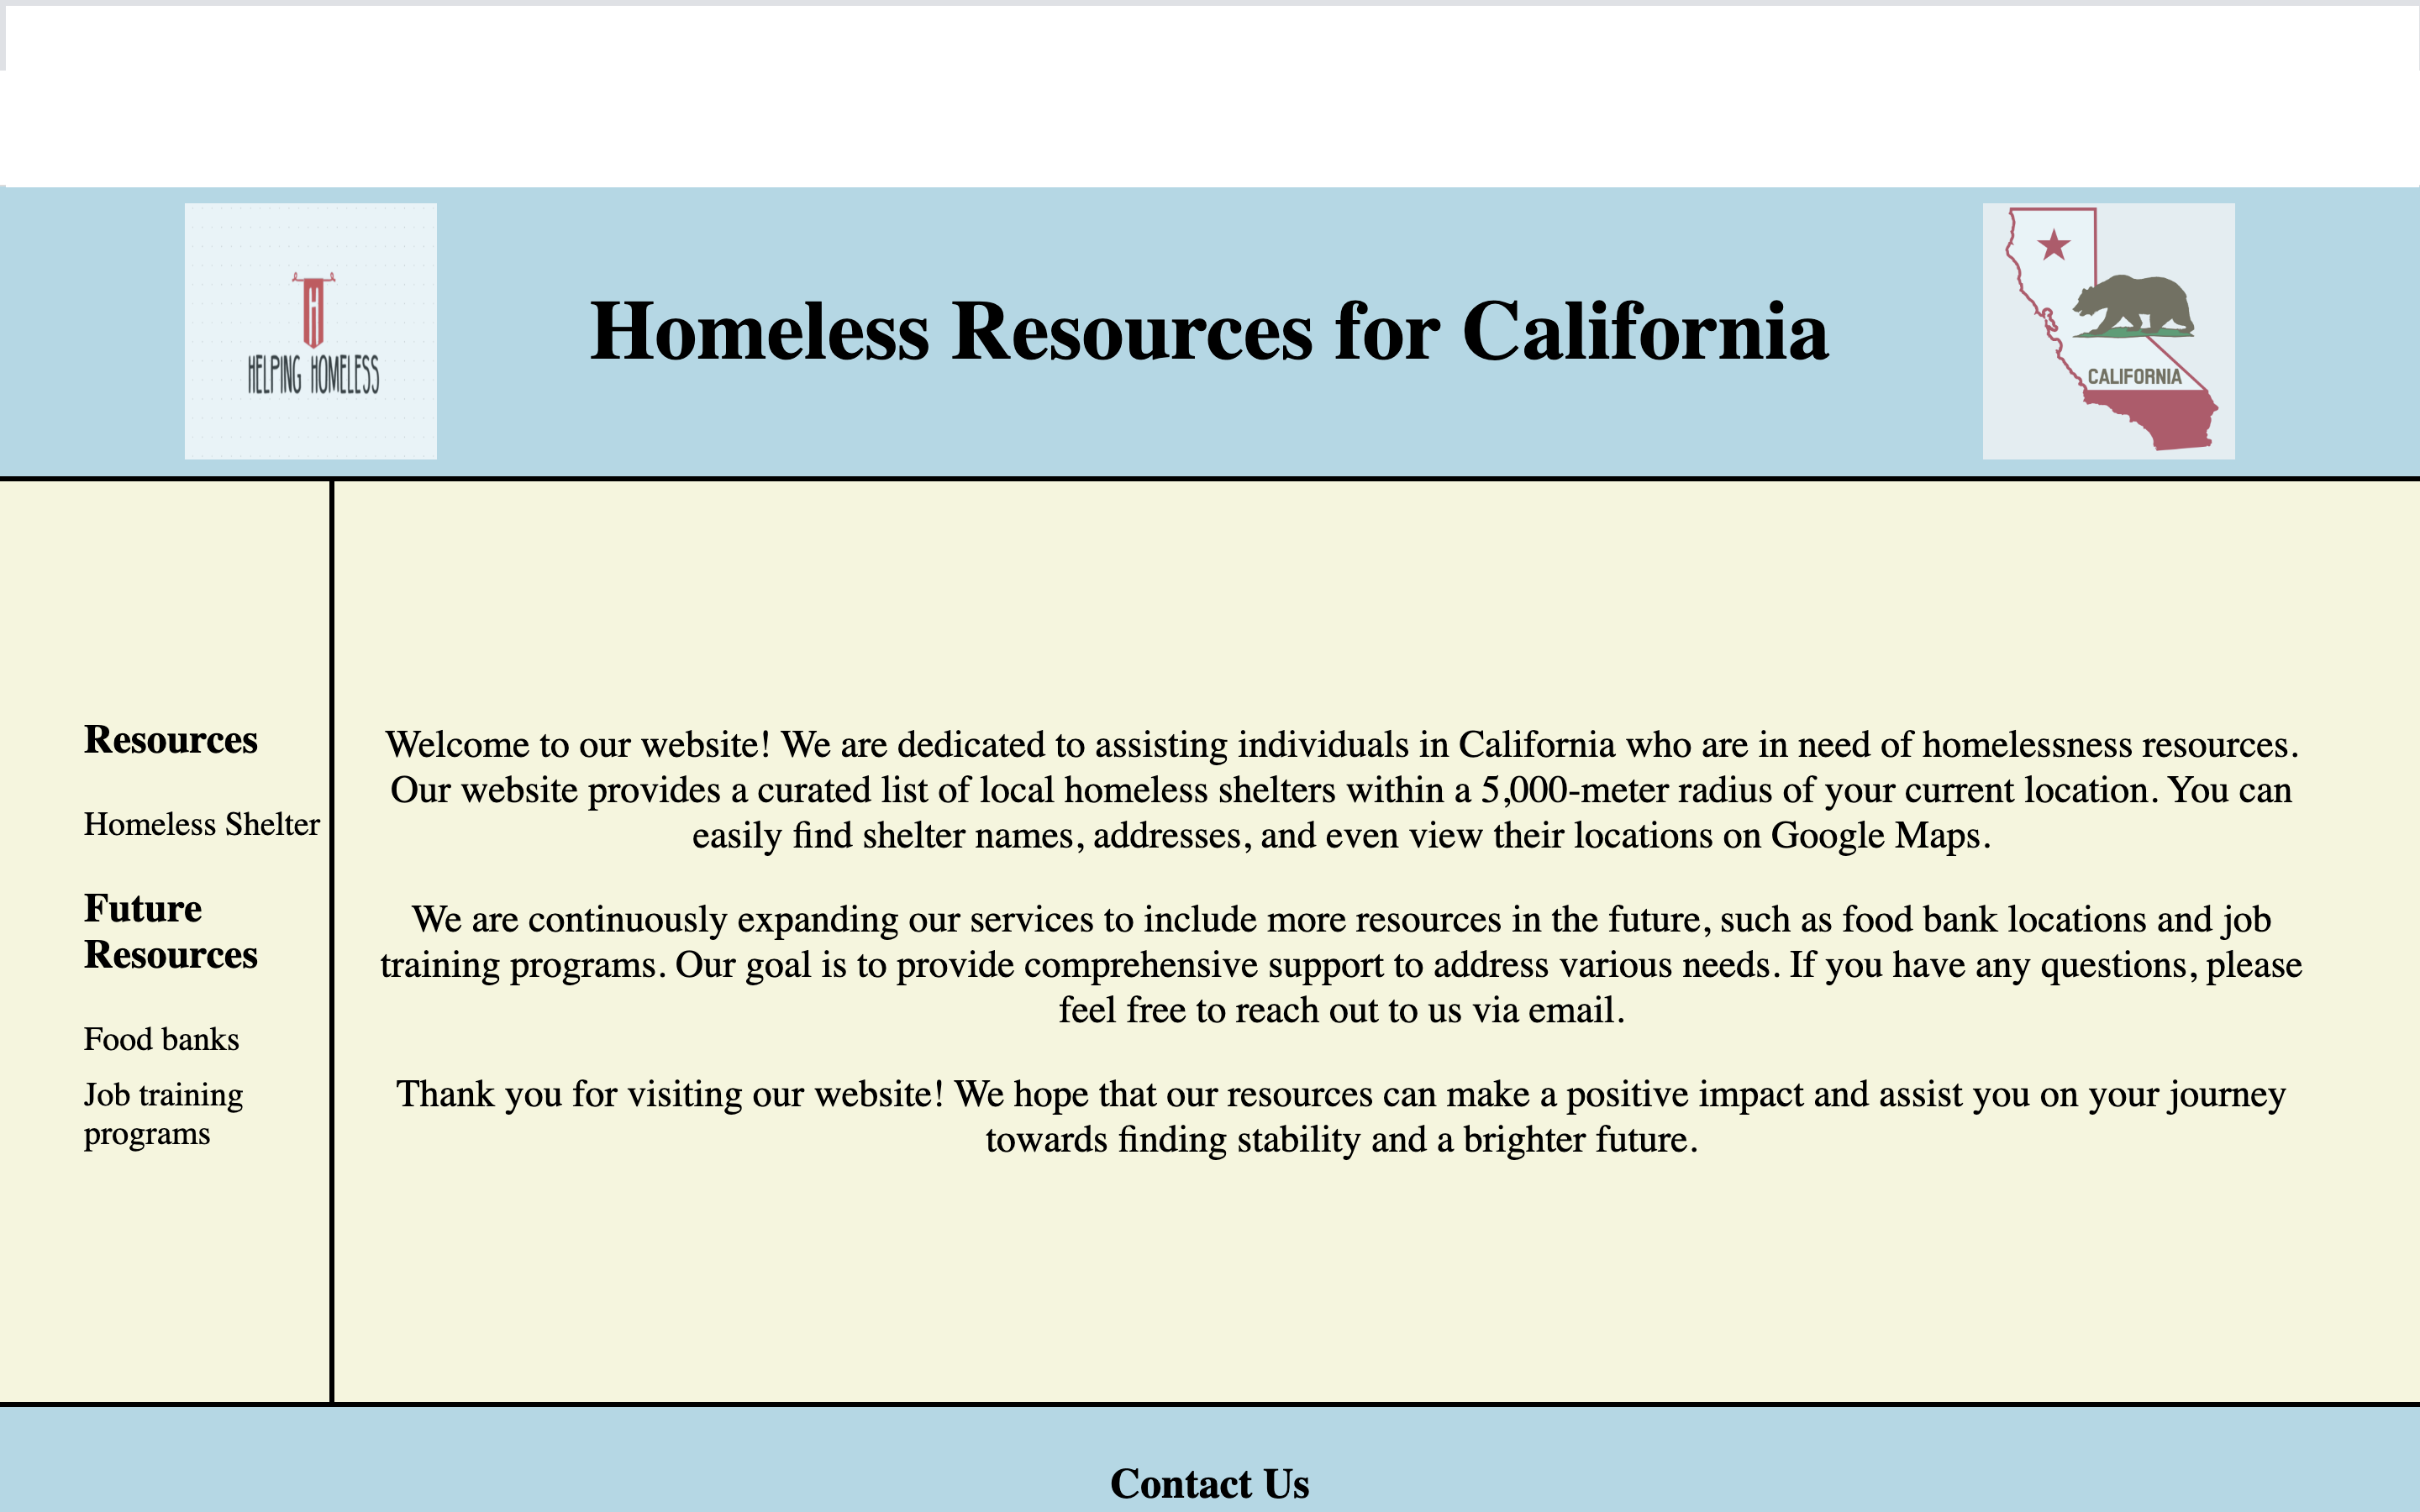 HELPING HOMELESS
Homeless Resources for California
CALIFORNIA
Resources
Homeless Shelter
Future
Resources
Food banks
Job training
programs
Welcome to our website! We are dedicated to assisting individuals in California who are in need of homelessness resources.
Our website provides a curated list of local homeless shelters within a 5,000-meter radius of your current location. You can
easily find shelter names, addresses, and even view their locations on Google Maps.
We are continuously expanding our services to include more resources in the future, such as food bank locations and job
training programs. Our goal is to provide comprehensive support to address various needs. If you have any questions, please
feel free to reach out to us via email.
Thank you for visiting our website! We hope that our resources can make a positive impact and assist you on your journey
towards finding stability and a brighter future.
Contact Us